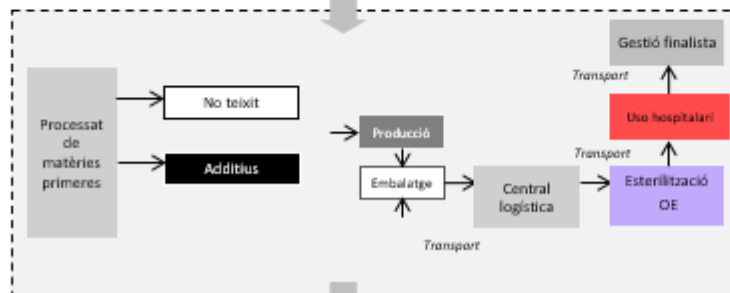 Gestió finalista
Transport
No teixit
Uso hospitalari
Processat
de
matèries
primeres
Producció
Transport
Additius
Embalatge
Central
logística
Esterilització
OE
Transport